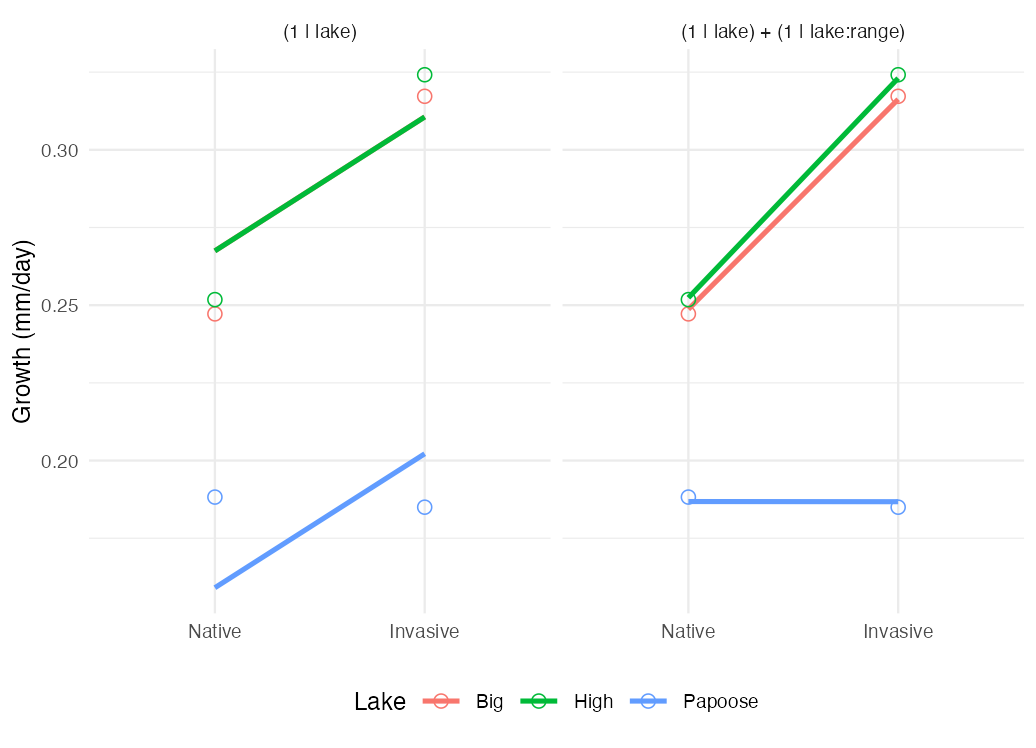 (1 | lake)
(1 | lake) + (1 | lake:range)
Growth (mm/day)
0.30
0.25
0.20
Native
Invasive
Native
Invasive
Lake
Big
High
Papoose